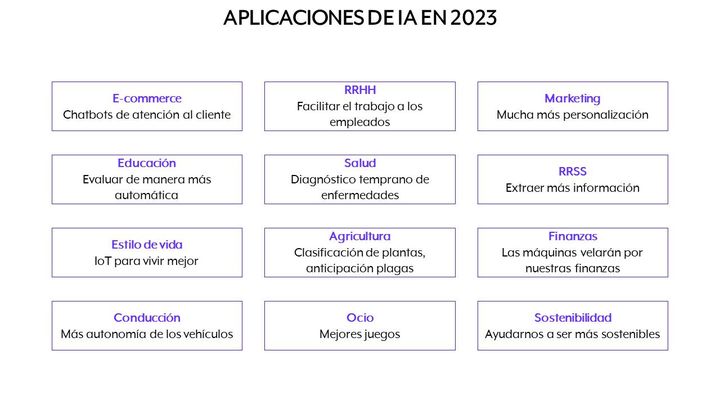 APLICACIONES DE IA EN 2023
E-commerce
Chatbots de atención al cliente
RRHH
Facilitar el trabajo a los
empleados
Marketing
Mucha más personalización
Educación
Evaluar de manera más
automática
Salud
Diagnóstico temprano de
enfermedades
RRSS
Extraer más información
Estilo de vida
IoT para vivir mejor
Agricultura
Clasificación de plantas,
anticipación plagas
Finanzas
Las máquinas velarán por
nuestras finanzas
Conducción
Más autonomía de los vehículos
Ocio
Mejores juegos
Sostenibilidad
Ayudarnos a ser más sostenibles